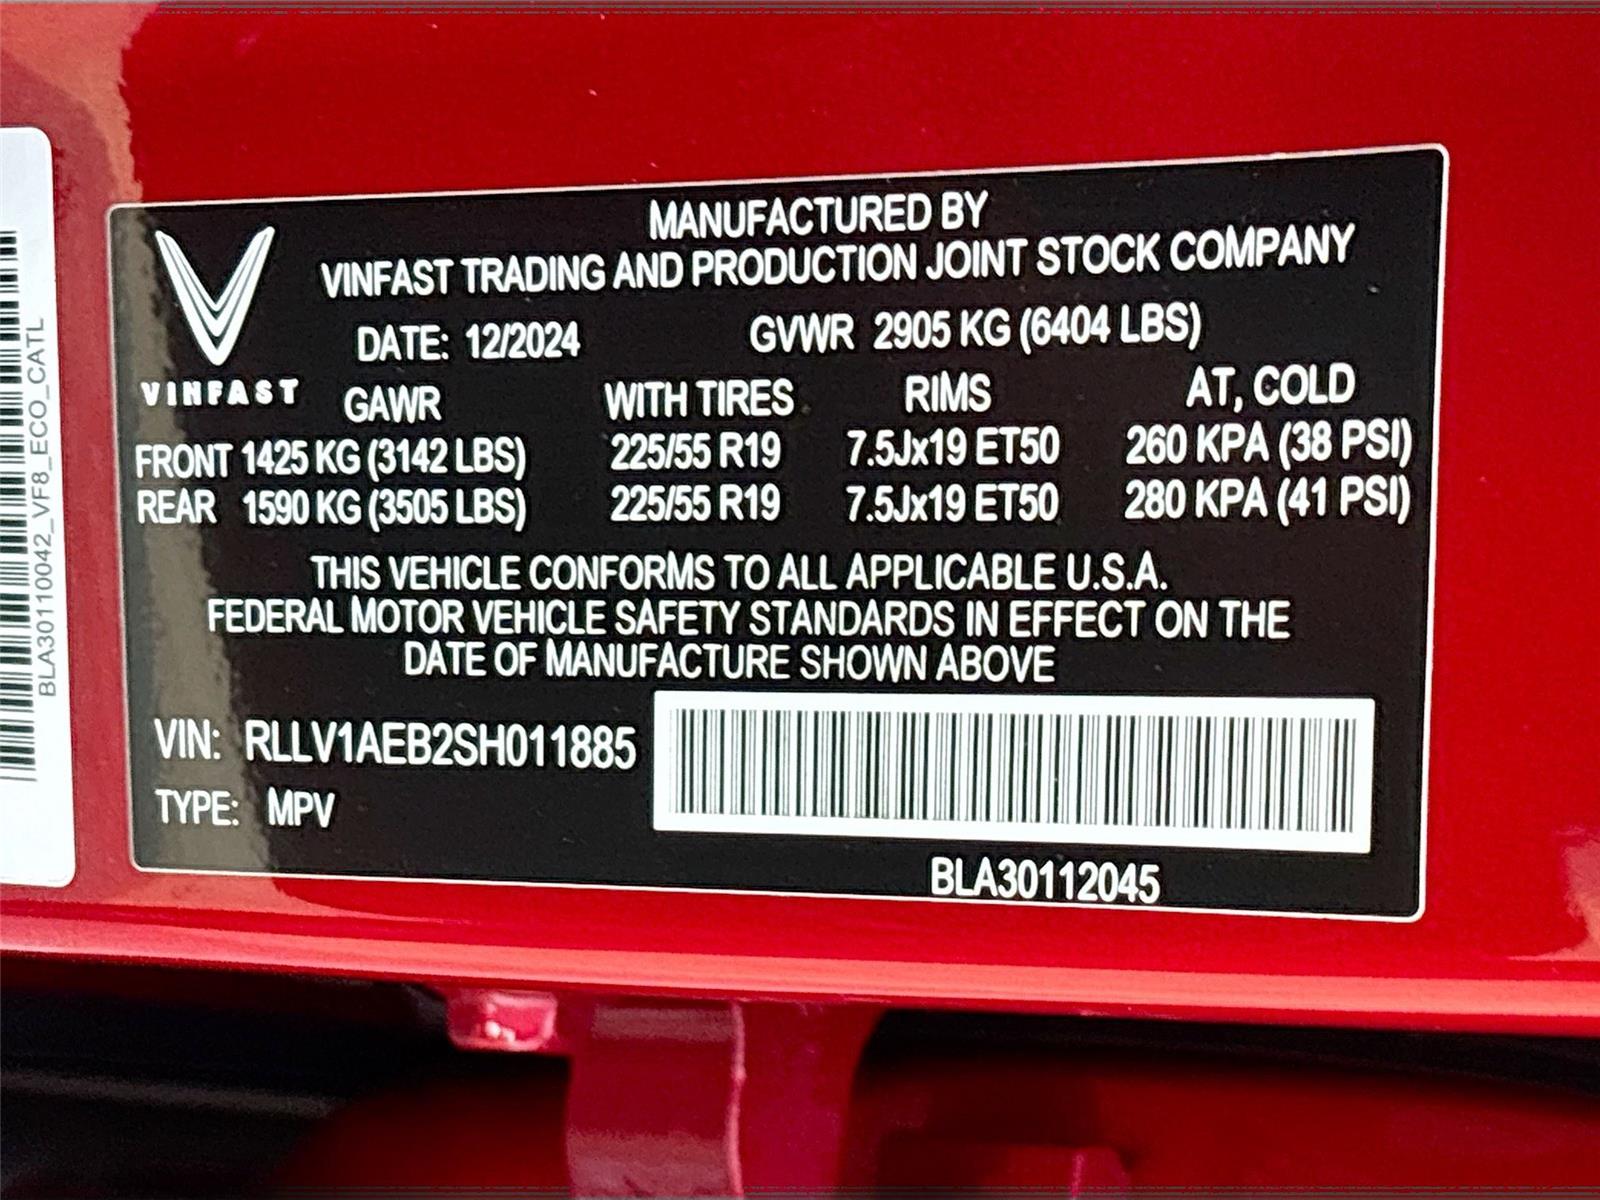 MANUFACTURED BY
VINFAST TRADING AND PRODUCTION JOINT STOCK COMPANY
DATE: 12/2024 GVWR 2905 KG (6404 LBS)
VINFAST
GAWR WITH TIRES RIMS AT, COLD
FRONT 1425 KG (3142 LBS) 225/55 R19 7.5Jx19 ET50 260 KPA (38 PSI)
REAR 1590 KG (3505 LBS) 225/55 R19 7.5Jx19 ET50 280 KPA (41 PSI)
THIS VEHICLE CONFORMS TO ALL APPLICABLE U.S.A.
FEDERAL MOTOR VEHICLE SAFETY STANDARDS IN EFFECT ON THE
DATE OF MANUFACTURE SHOWN ABOVE
VIN: RLLV1AEB2SH011885
TYPE: MPV
BLA30112045
BLA30110042_VF8_ECO_CATL